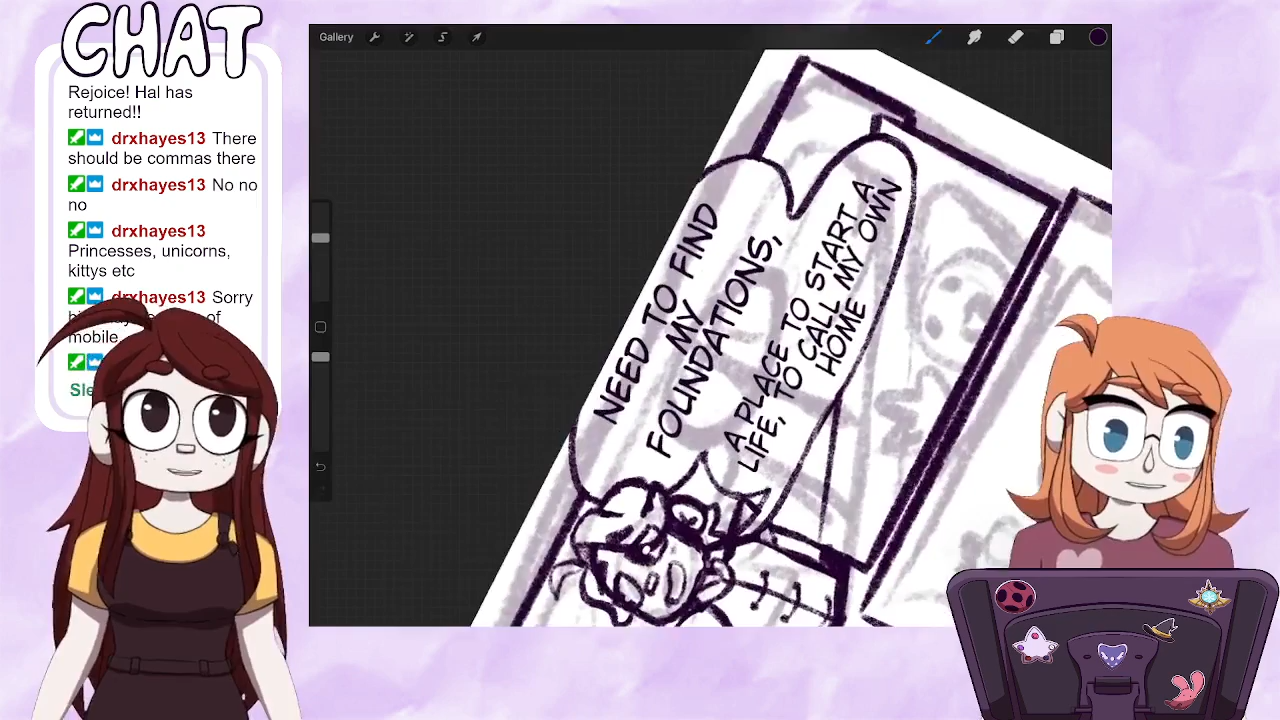 CHAT
Rejoice! Hal has
returned!!
drxhayes13 There
should be commas there
drxhayes13 No no
no
drxhayes13
Princesses, unicorns,
kittys etc
drxhayes13 Sorry
of
mobile
Gallery
NEED TO FIND
MY
FOUNDATIONS,
A PLACE TO START A
LIFE, TO CALL MY OWN
HOME